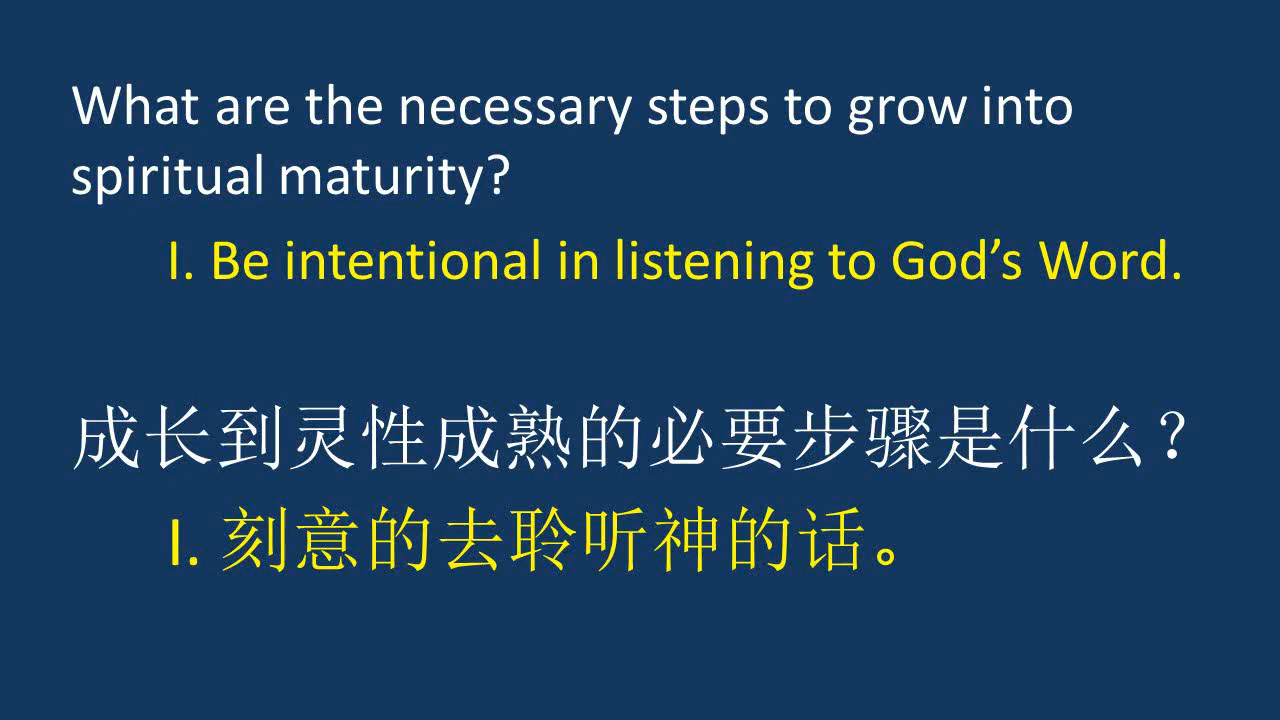 What are the necessary steps to grow into
spiritual maturity?
I. Be intentional in listening to God’s Word.
成长到灵性成熟的必要步骤是什么？
I. 刻意的去聆听神的话。